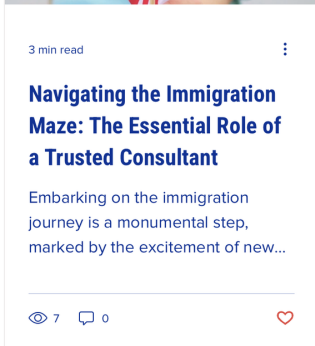 3 min read
Navigating the Immigration
Maze: The Essential Role of
a Trusted Consultant
Embarking on the immigration
journey is a monumental step,
marked by the excitement of new...
7 0